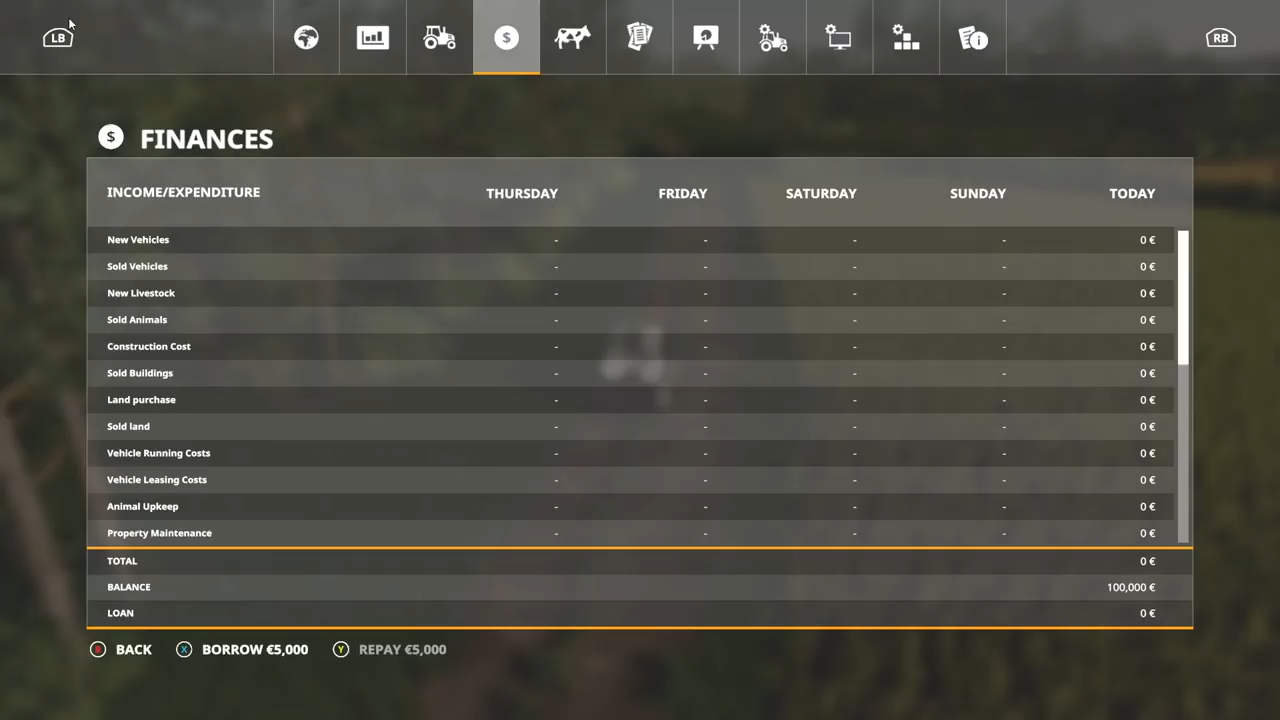 LB
$
RB
$ FINANCES
INCOME/EXPENDITURE THURSDAY FRIDAY SATURDAY SUNDAY TODAY
New Vehicles - - - - 0 €
Sold Vehicles - - - - 0 €
New Livestock - - - - 0 €
Sold Animals - - - - 0 €
Construction Cost - - - - 0 €
Sold Buildings - - - - 0 €
Land purchase - - - - 0 €
Sold land - - - - 0 €
Vehicle Running Costs - - - - 0 €
Vehicle Leasing Costs - - - - 0 €
Animal Upkeep - - - - 0 €
Property Maintenance - - - - 0 €
TOTAL 0 €
BALANCE 100,000 €
LOAN 0 €
B BACK X BORROW €5,000 Y REPAY €5,000